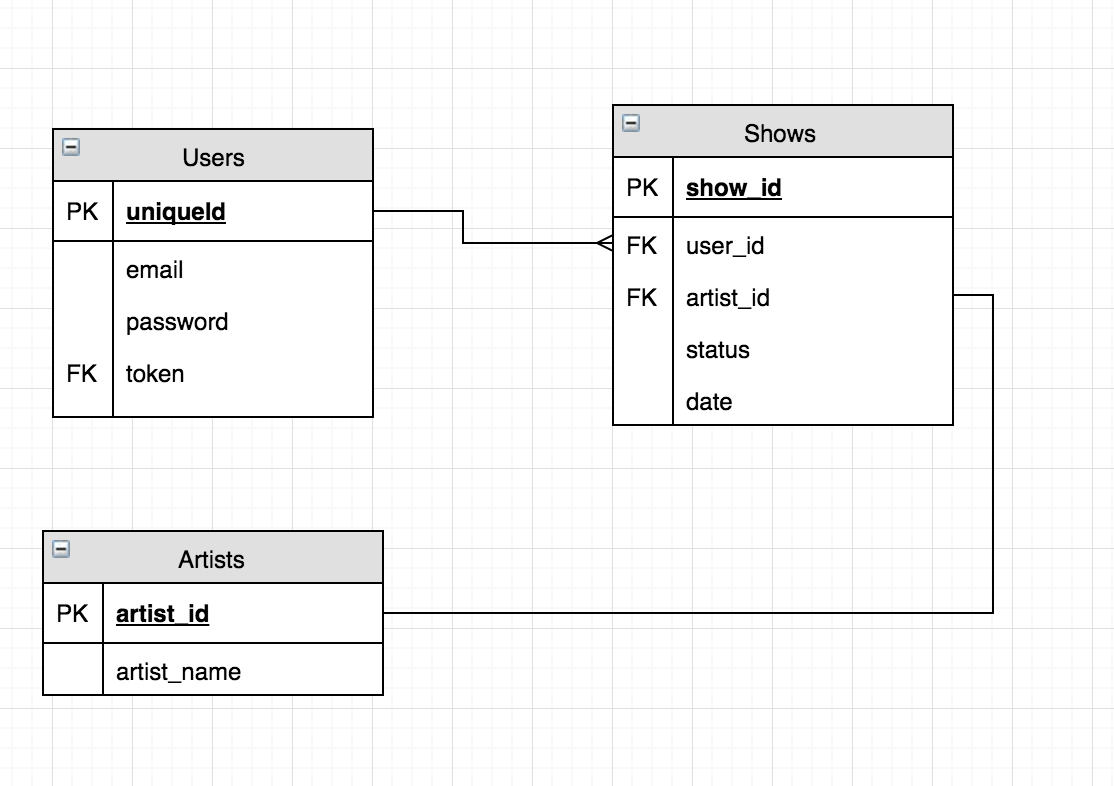 Users
PK uniqueId
email
password
FK token
Shows
PK show_id
FK user_id
FK artist_id
status
date
Artists
PK artist_id
artist_name